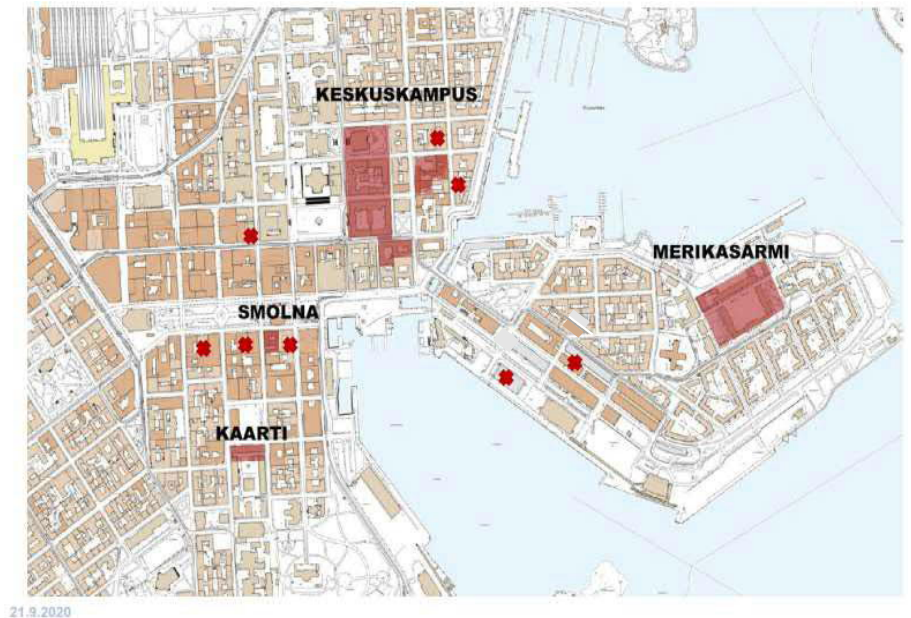 KESKUSKAMPUS
MERIKASARMI
SMOLNA
KAARTI
21.9.2020